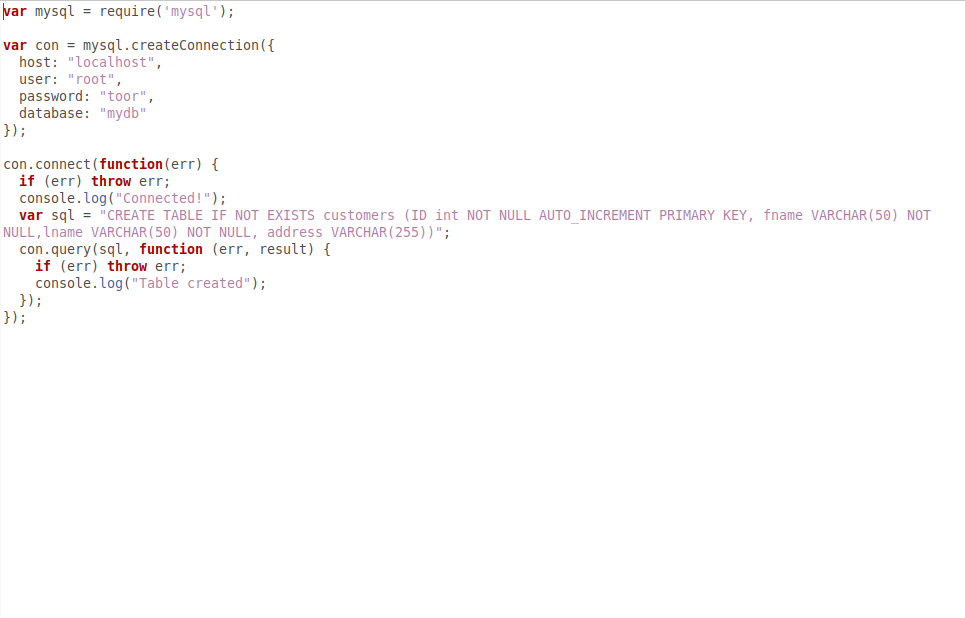 var mysql = require('mysql');

var con = mysql.createConnection({
  host: "localhost",
  user: "root",
  password: "toor",
  database: "mydb"
});

con.connect(function(err) {
  if (err) throw err;
  console.log("Connected!");
  var sql = "CREATE TABLE IF NOT EXISTS customers (ID int NOT NULL AUTO_INCREMENT PRIMARY KEY, fname VARCHAR(50) NOT
NULL,lname VARCHAR(50) NOT NULL, address VARCHAR(255))";
  con.query(sql, function (err, result) {
    if (err) throw err;
    console.log("Table created");
  });
});